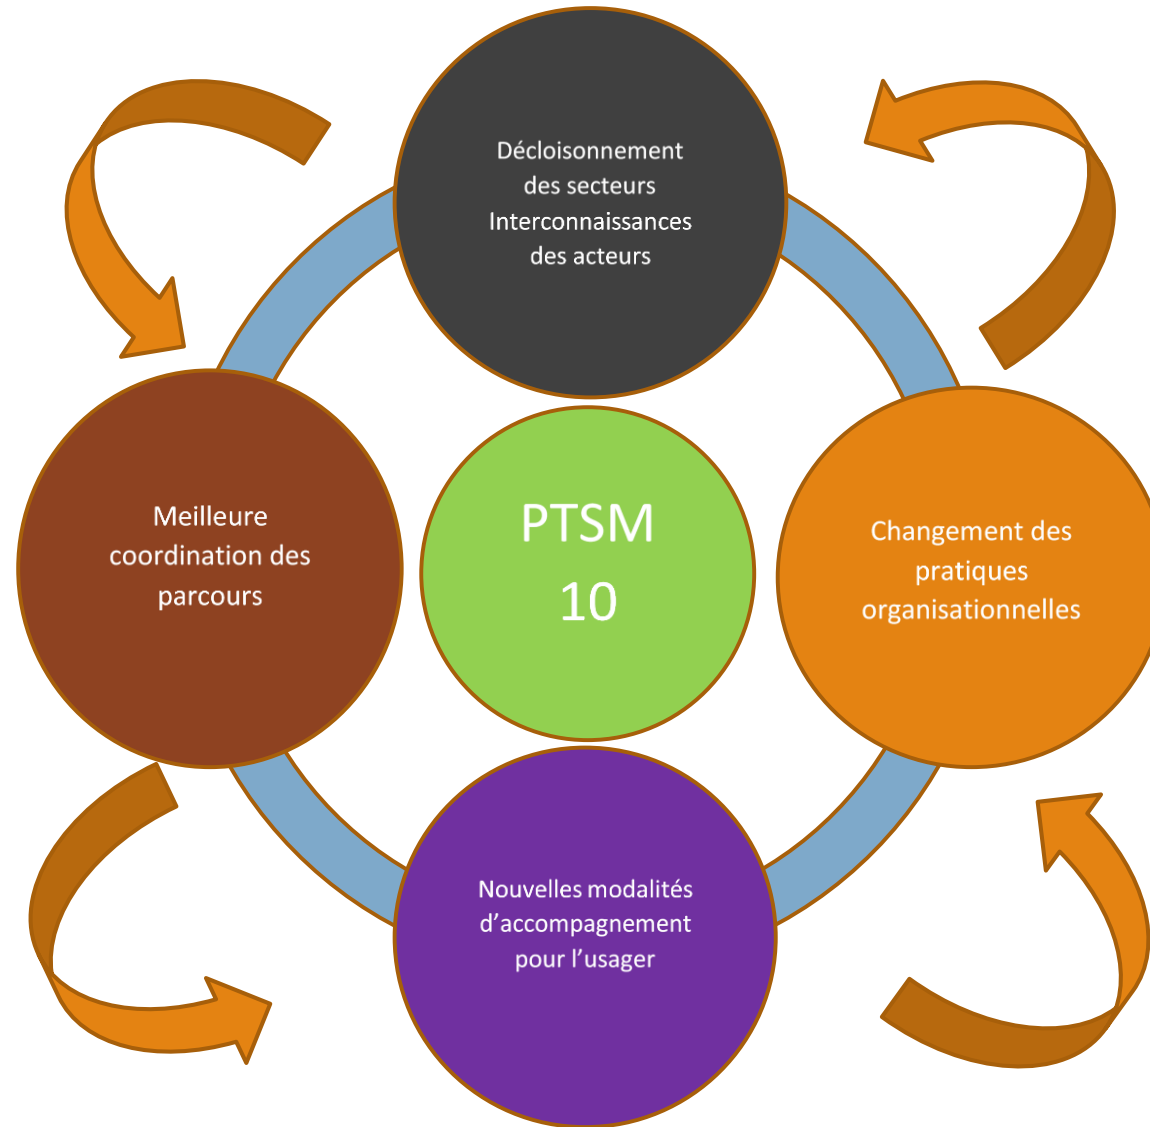 Décloisonnement
des secteurs
Interconnaissances
des acteurs
Meilleure
coordination des
parcours
PTSM
10
Changement des
pratiques
organisationnelles
Nouvelles modalités
d’accompagnement
pour l’usager